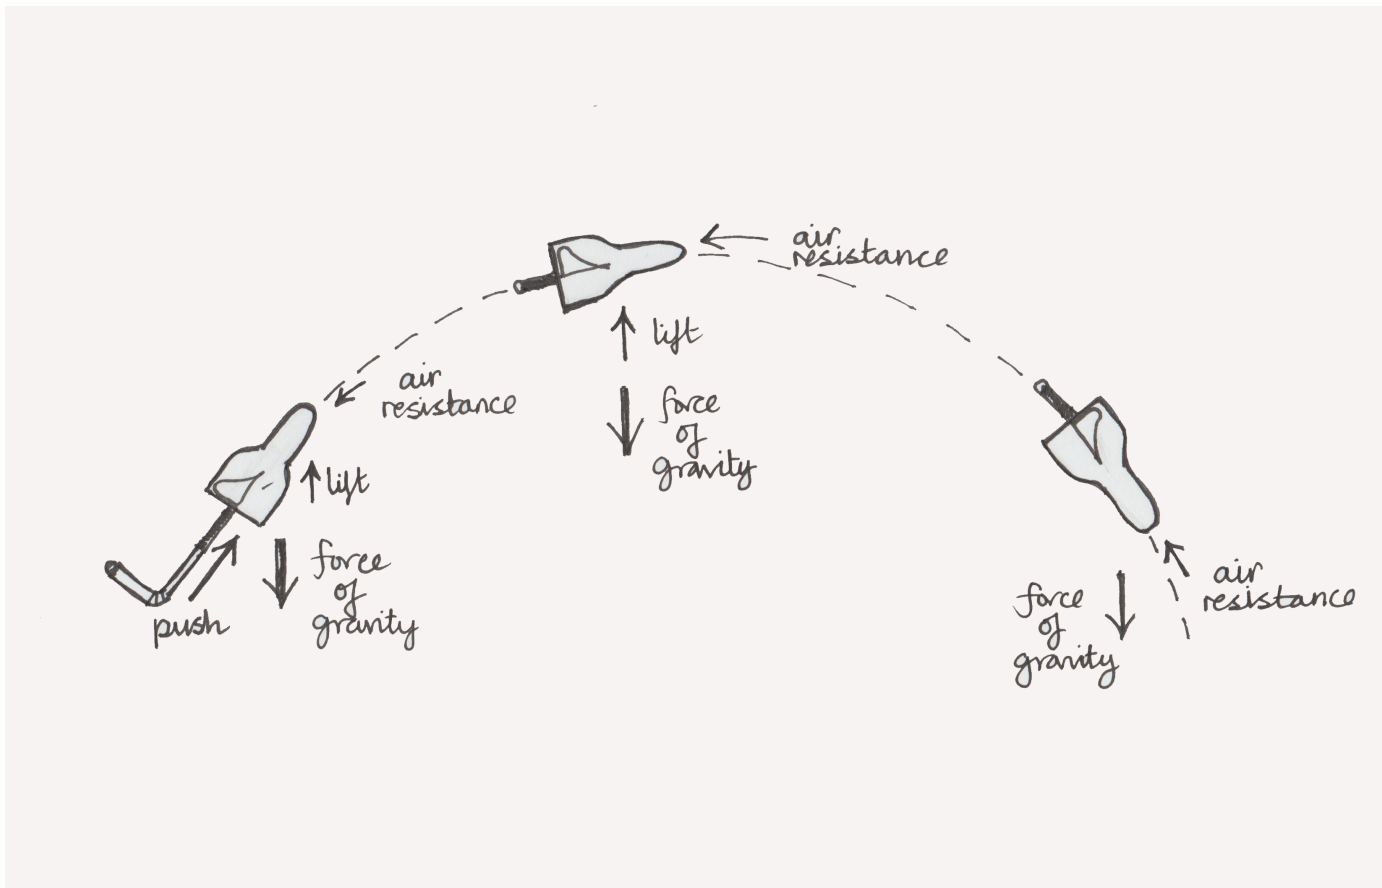 air
resistance
air
resistance
lift
force
of
gravity
lift
force
of
gravity
push
air
resistance
force
of
gravity